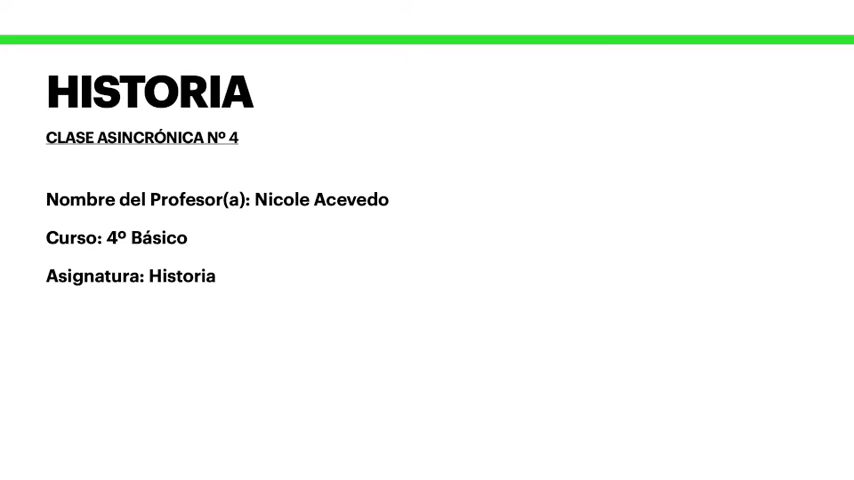 HISTORIA
CLASE ASINCRÓNICA Nº 4
Nombre del Profesor(a): Nicole Acevedo
Curso: 4º Básico
Asignatura: Historia